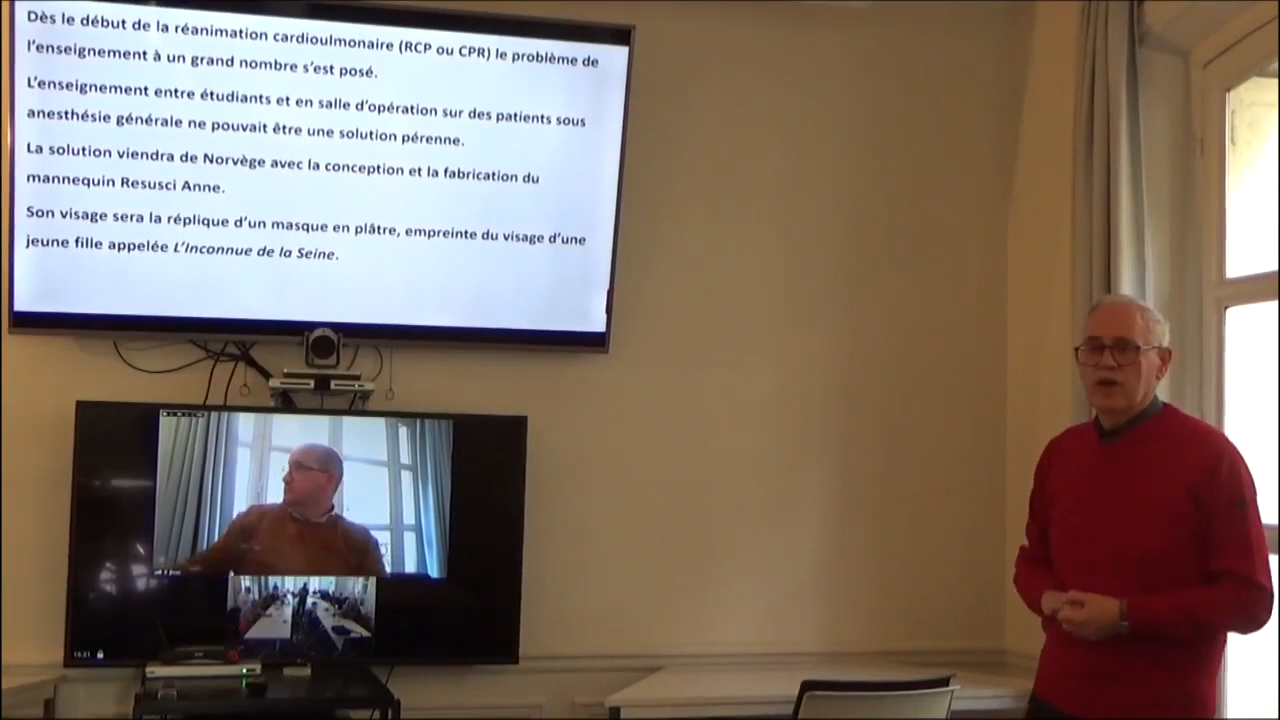 Dès le début de la réanimation cardioulmonaire (RCP ou CPR) le problème de
l'enseignement à un grand nombre s'est posé.
L'enseignement entre étudiants et en salle d'opération sur des patients sous
anesthésie générale ne pouvait être une solution pérenne.
La solution viendra de Norvège avec la conception et la fabrication du
mannequin Resusci Anne.
Son visage sera la réplique d'un masque en plâtre, empreinte du visage d'une
jeune fille appelée L'Inconnue de la Seine.